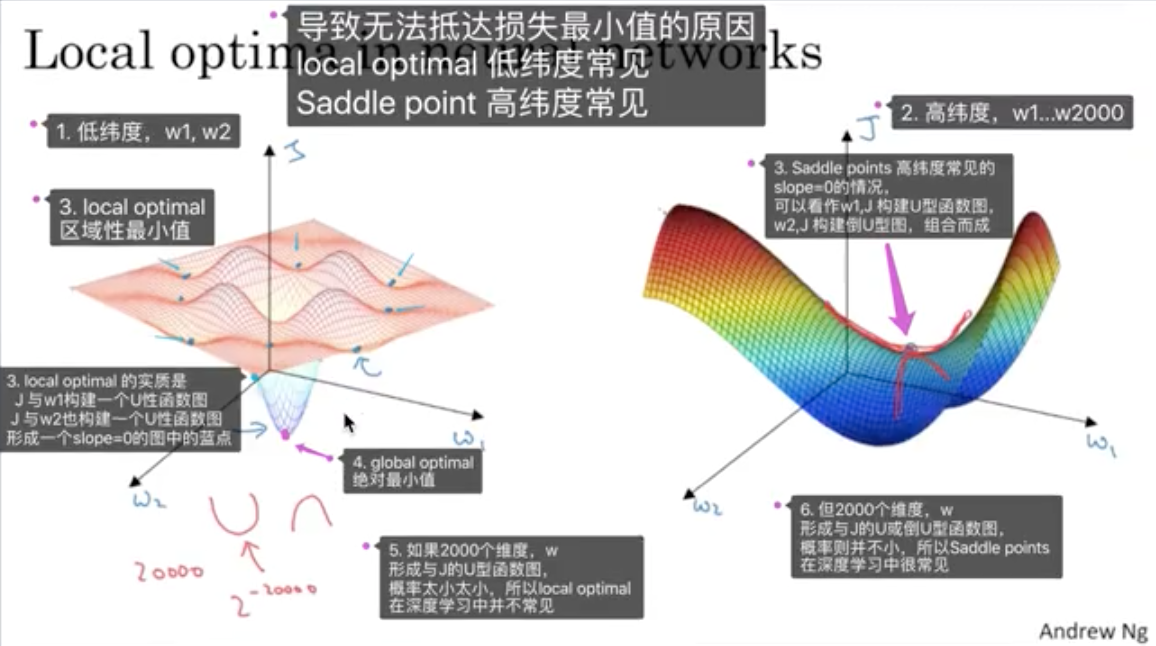 导致无法抵达损失最小值的原因
Local optima in neural networks
local optimal 低纬度常见
Saddle point 高纬度常见
1. 低纬度，w1, w2
2. 高纬度，w1...w2000
J
J
3. local optimal
区域性最小值
3. Saddle points 高纬度常见的
slope=0的情况，
可以看作w1,J 构建U型函数图，
w2,J 构建倒U型图，组合而成
3. local optimal 的实质是
J 与w1构建一个U性函数图
J 与w2也构建一个U性函数图
形成一个slope=0的图中的蓝点
w₁
w₂
4. global optimal
绝对最小值
w₁
w₂
20000
2^-20000
5. 如果2000个维度，w
形成与J的U型函数图，
概率太小太小，所以local optimal
在深度学习中并不常见
6. 但2000个维度，w
形成与J的U或倒U型函数图，
概率则并不小，所以Saddle points
在深度学习中很常见
Andrew Ng